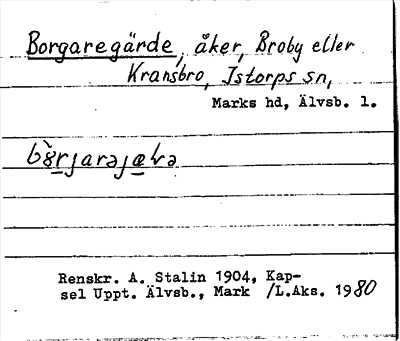 Borgaregärde, åker, Broby eller
Kransbro, Istorps sn,
Marks hd, Älvsb. l.
Renskr. A. Stalin 1904, Kap-
sel Uppt. Älvsb., Mark /L.Aks. 1980